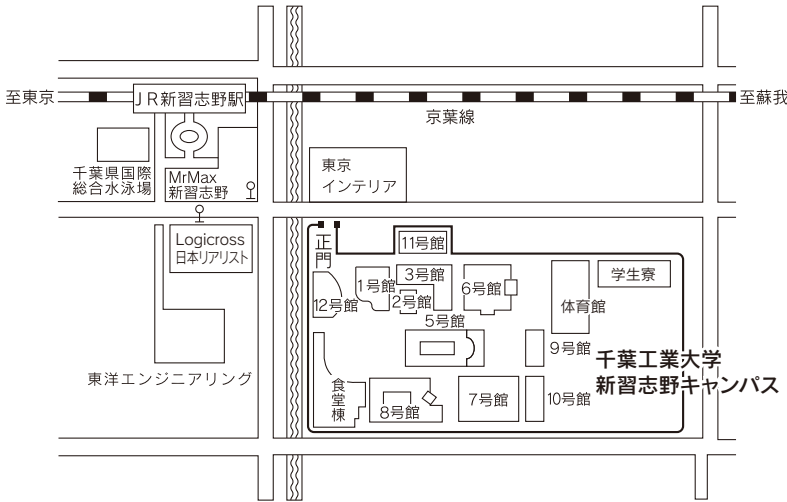 至東京
JR新習志野駅
至蘇我
京葉線
千葉県国際
総合水泳場
MrMax
新習志野
東京
インテリア
Logicross
日本リアリスト
東洋エンジニアリング
正門
11号館
1号館
3号館
2号館
12号館
6号館
5号館
体育館
学生寮
9号館
千葉工業大学
新習志野キャンパス
食堂棟
8号館
7号館
10号館